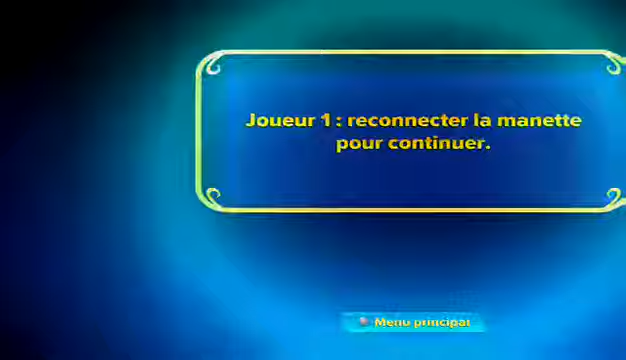 Joueur 1 : reconnecter la manette
pour continuer.
Menu principal